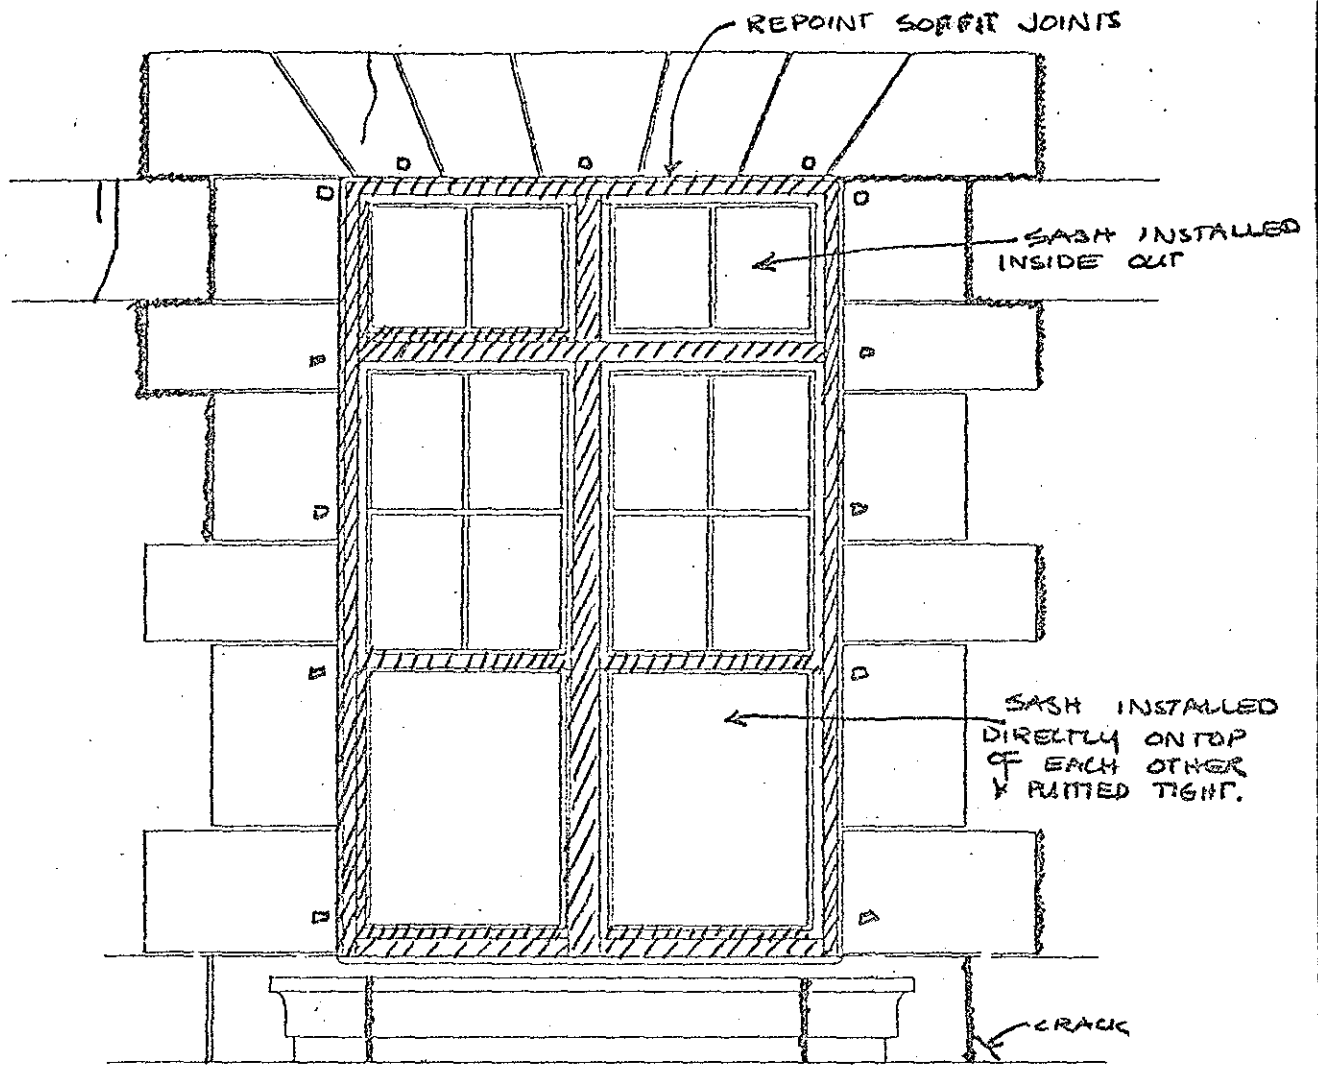 REPOINT SOFFIT JOINTS
SASH INSTALLED
INSIDE OUT
SASH INSTALLED
DIRECTLY ON TOP
OF EACH OTHER
& PUTTIED TIGHT.
CRACK